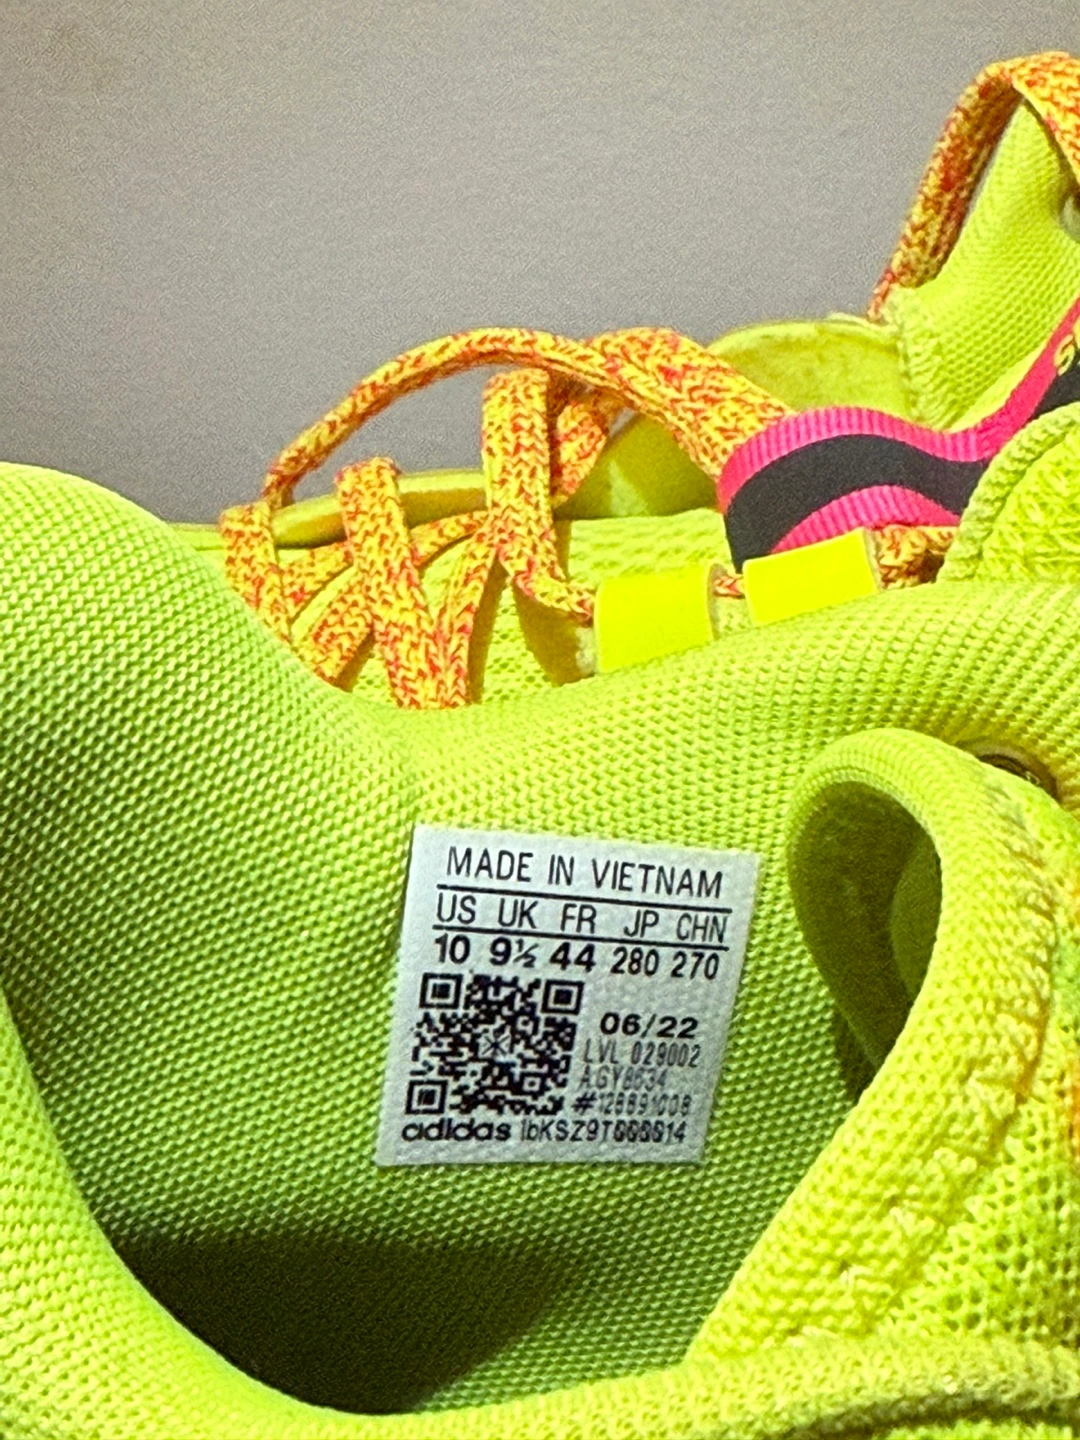 MADE IN VIETNAM
US UK FR JP CHN
10 9½ 44 280 270
06/22
LVL 029002
#128691008
adidas